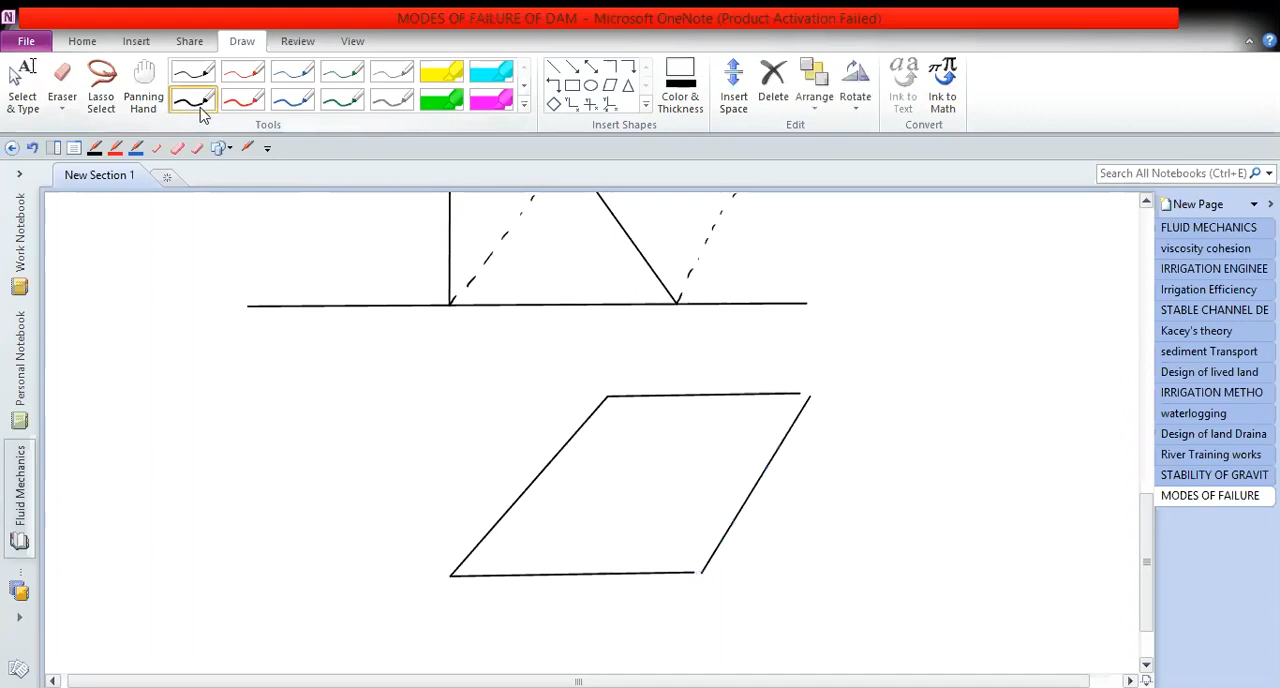 MODES OF FAILURE OF DAM - Microsoft OneNote (Product Activation Failed)
File Home Insert Share Draw Review View
Select & Type
Eraser
Lasso Select
Panning Hand
Color & Thickness
Insert Space
Delete
Arrange
Rotate
Ink to Text
Ink to Math
Tools
Insert Shapes
Edit
Convert
New Section 1
Search All Notebooks (Ctrl+E)
Work Notebook
Personal Notebook
Fluid Mechanics
New Page
FLUID MECHANICS
viscosity cohesion
IRRIGATION ENGINEE
Irrigation Efficiency
STABLE CHANNEL DE
Kacey's theory
sediment Transport
Design of lived land
IRRIGATION METHO
waterlogging
Design of land Draina
River Training works
STABILITY OF GRAVIT
MODES OF FAILURE